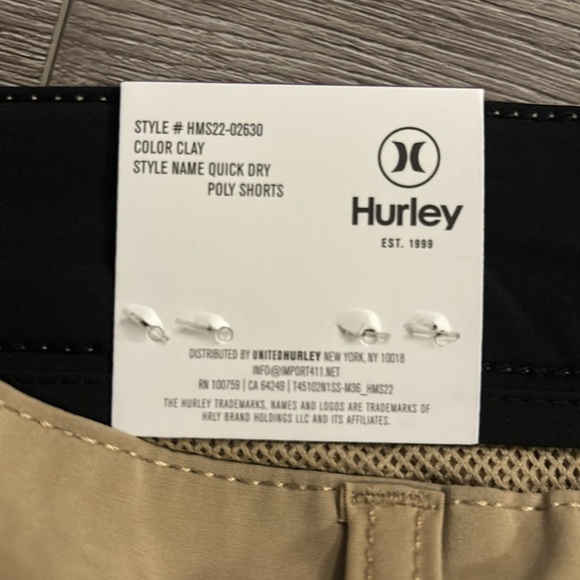 STYLE # HMS22-02630
COLOR CLAY
STYLE NAME QUICK DRY
POLY SHORTS
Hurley
EST. 1999
DISTRIBUTED BY UNITEDHURLEY NEW YORK, NY 10018
INFO@IMPORT411.NET
RN 100759 | CA 64249 | T45102N1SS-M36_HMS22
THE HURLEY TRADEMARKS, NAMES AND LOGOS ARE TRADEMARKS OF
HRLY BRAND HOLDINGS LLC AND ITS AFFILIATES.